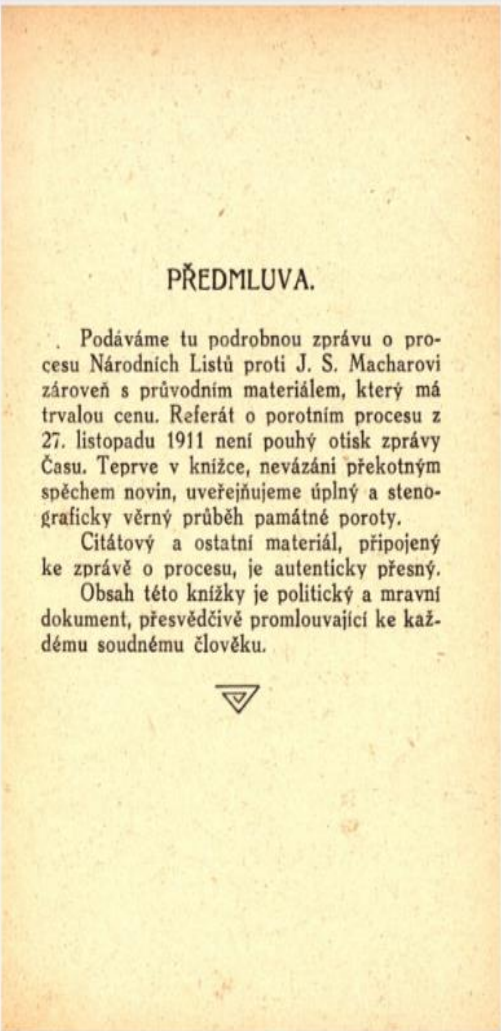 PŘEDMLUVA.
Podáváme tu podrobnou zprávu o pro-
cesu Národních Listů proti J. S. Macharovi
zároveň s průvodním materiálem, který má
trvalou cenu. Referát o porotním procesu z
27. listopadu 1911 není pouhý otisk zprávy
Času. Teprve v knížce, nevázáni překotným
spěchem novin, uveřejňujeme úplný a steno-
graficky věrný průběh památné poroty.
Citátový a ostatní materiál, připojený
ke zprávě o procesu, je autenticky přesný.
Obsah této knížky je politický a mravní
dokument, přesvědčivě promlouvající ke kaž-
dému soudnému člověku.